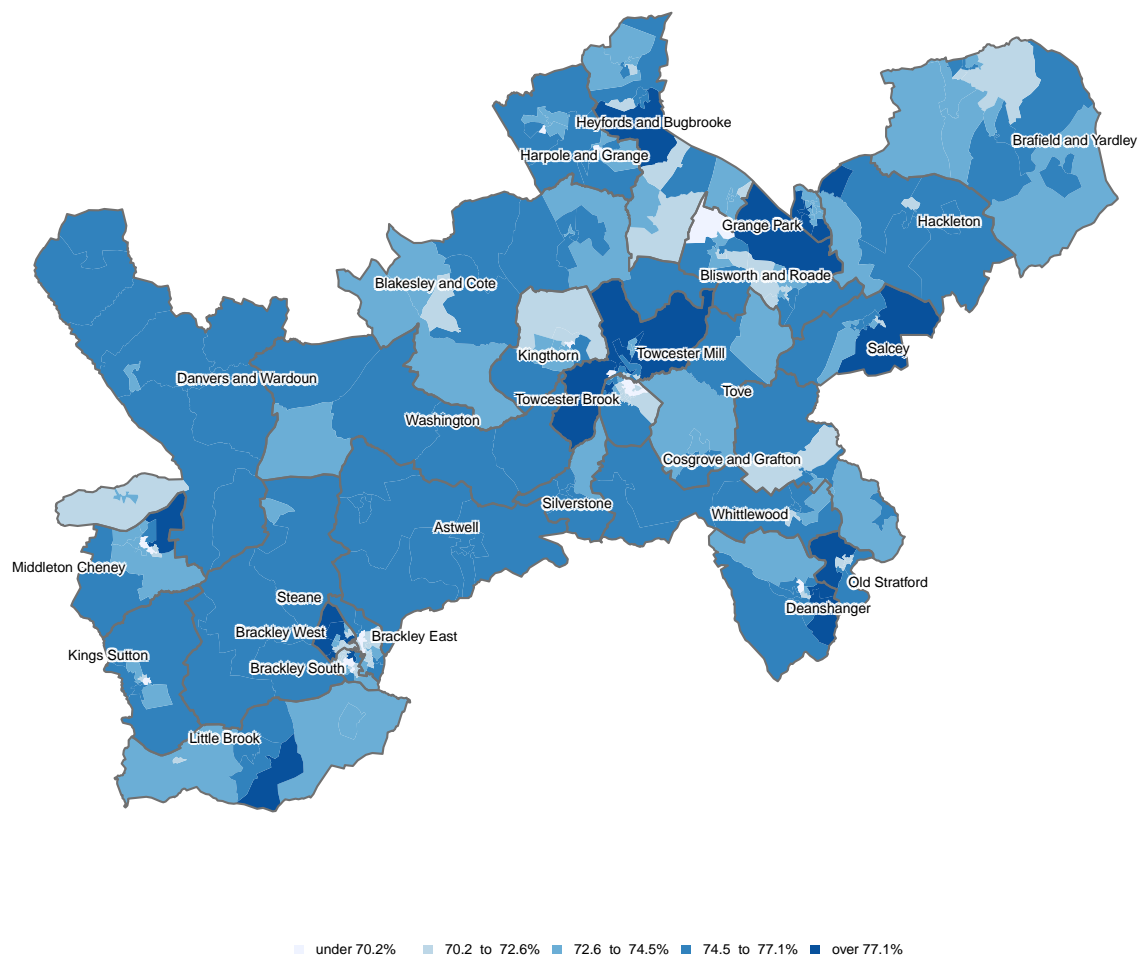 Heyfords and Bugbrooke
Brafield and Yardley
Harpole and Grange
Hackleton
Grange Park
Blisworth and Roade
Blakesley and Cote
Salcey
Towcester Mill
Kingthorn
Danvers and Wardoun
Tove
Towcester Brook
Washington
Cosgrove and Grafton
Silverstone
Whittlewood
Astwell
Middleton Cheney
Old Stratford
Steane
Deanshanger
Brackley West
Brackley East
Kings Sutton
Brackley South
Little Brook
under 70.2% 70.2 to 72.6% 72.6 to 74.5% 74.5 to 77.1% over 77.1%